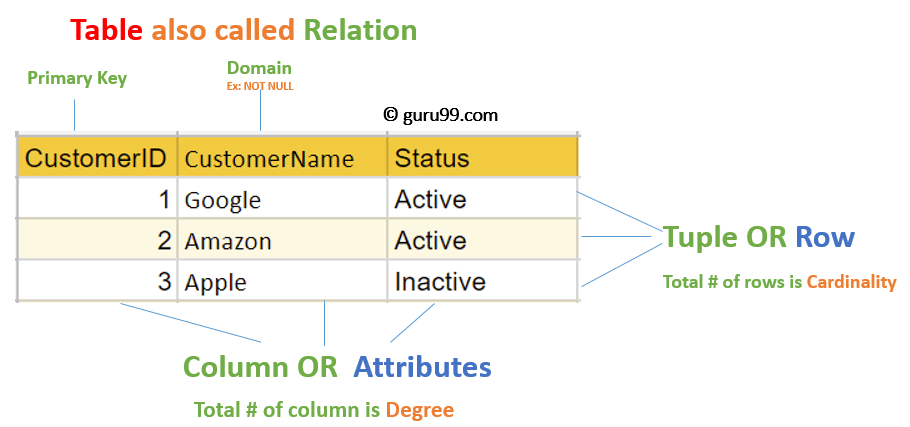 Table also called Relation
Primary Key
Domain
Ex: NOT NULL
© guru99.com
CustomerID CustomerName Status
1 Google Active
2 Amazon Active
3 Apple Inactive
Tuple OR Row
Total # of rows is Cardinality
Column OR Attributes
Total # of column is Degree